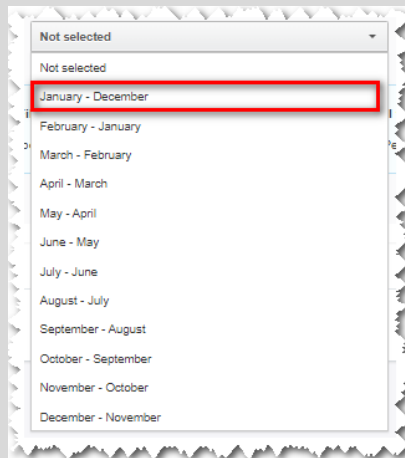 Not selected
Not selected
January - December
February - January
March - February
April - March
May - April
June - May
July - June
August - July
September - August
October - September
November - October
December - November